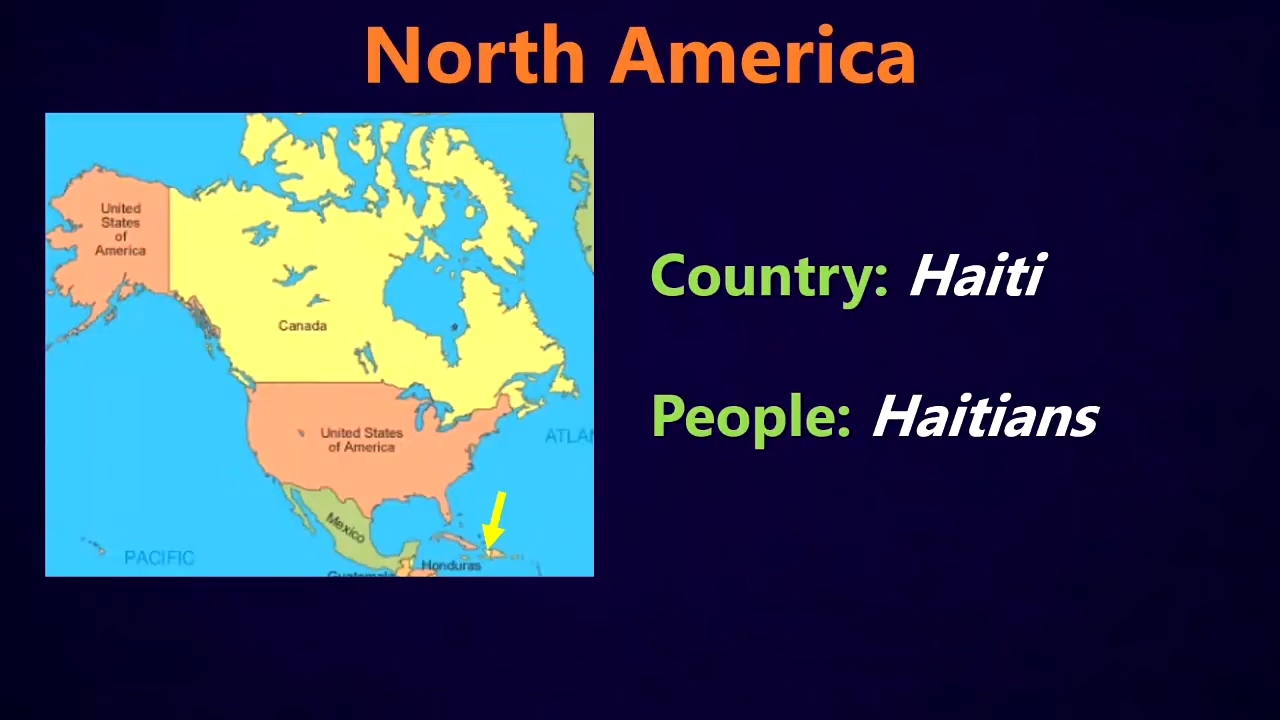 North America
United
States
of
America
Canada
Country: Haiti
People: Haitians
United States
of America
ATLAN
Mexico
PACIFIC
Honduras
Guatemala